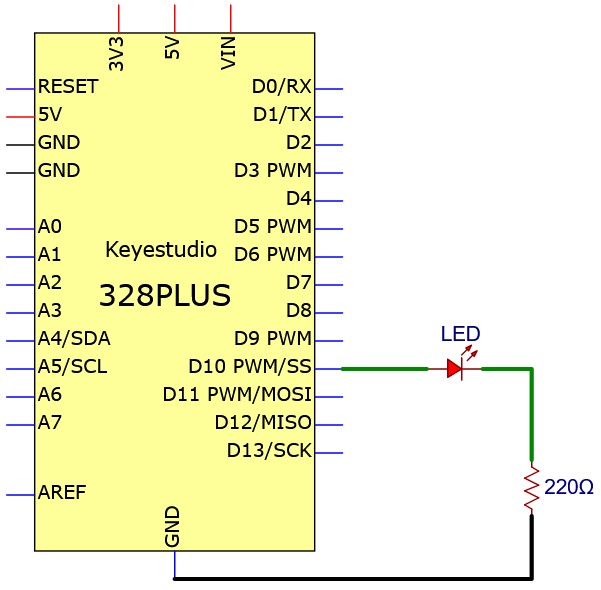 3V3
5V
VIN
RESET
D0/RX
5V
D1/TX
GND
D2
GND
D3 PWM
D4
A0
D5 PWM
A1
Keyestudio
D6 PWM
A2
D7
328PLUS
A3
D8
A4/SDA
D9 PWM
LED
A5/SCL
D10 PWM/SS
A6
D11 PWM/MOSI
A7
D12/MISO
D13/SCK
220Ω
AREF
GND